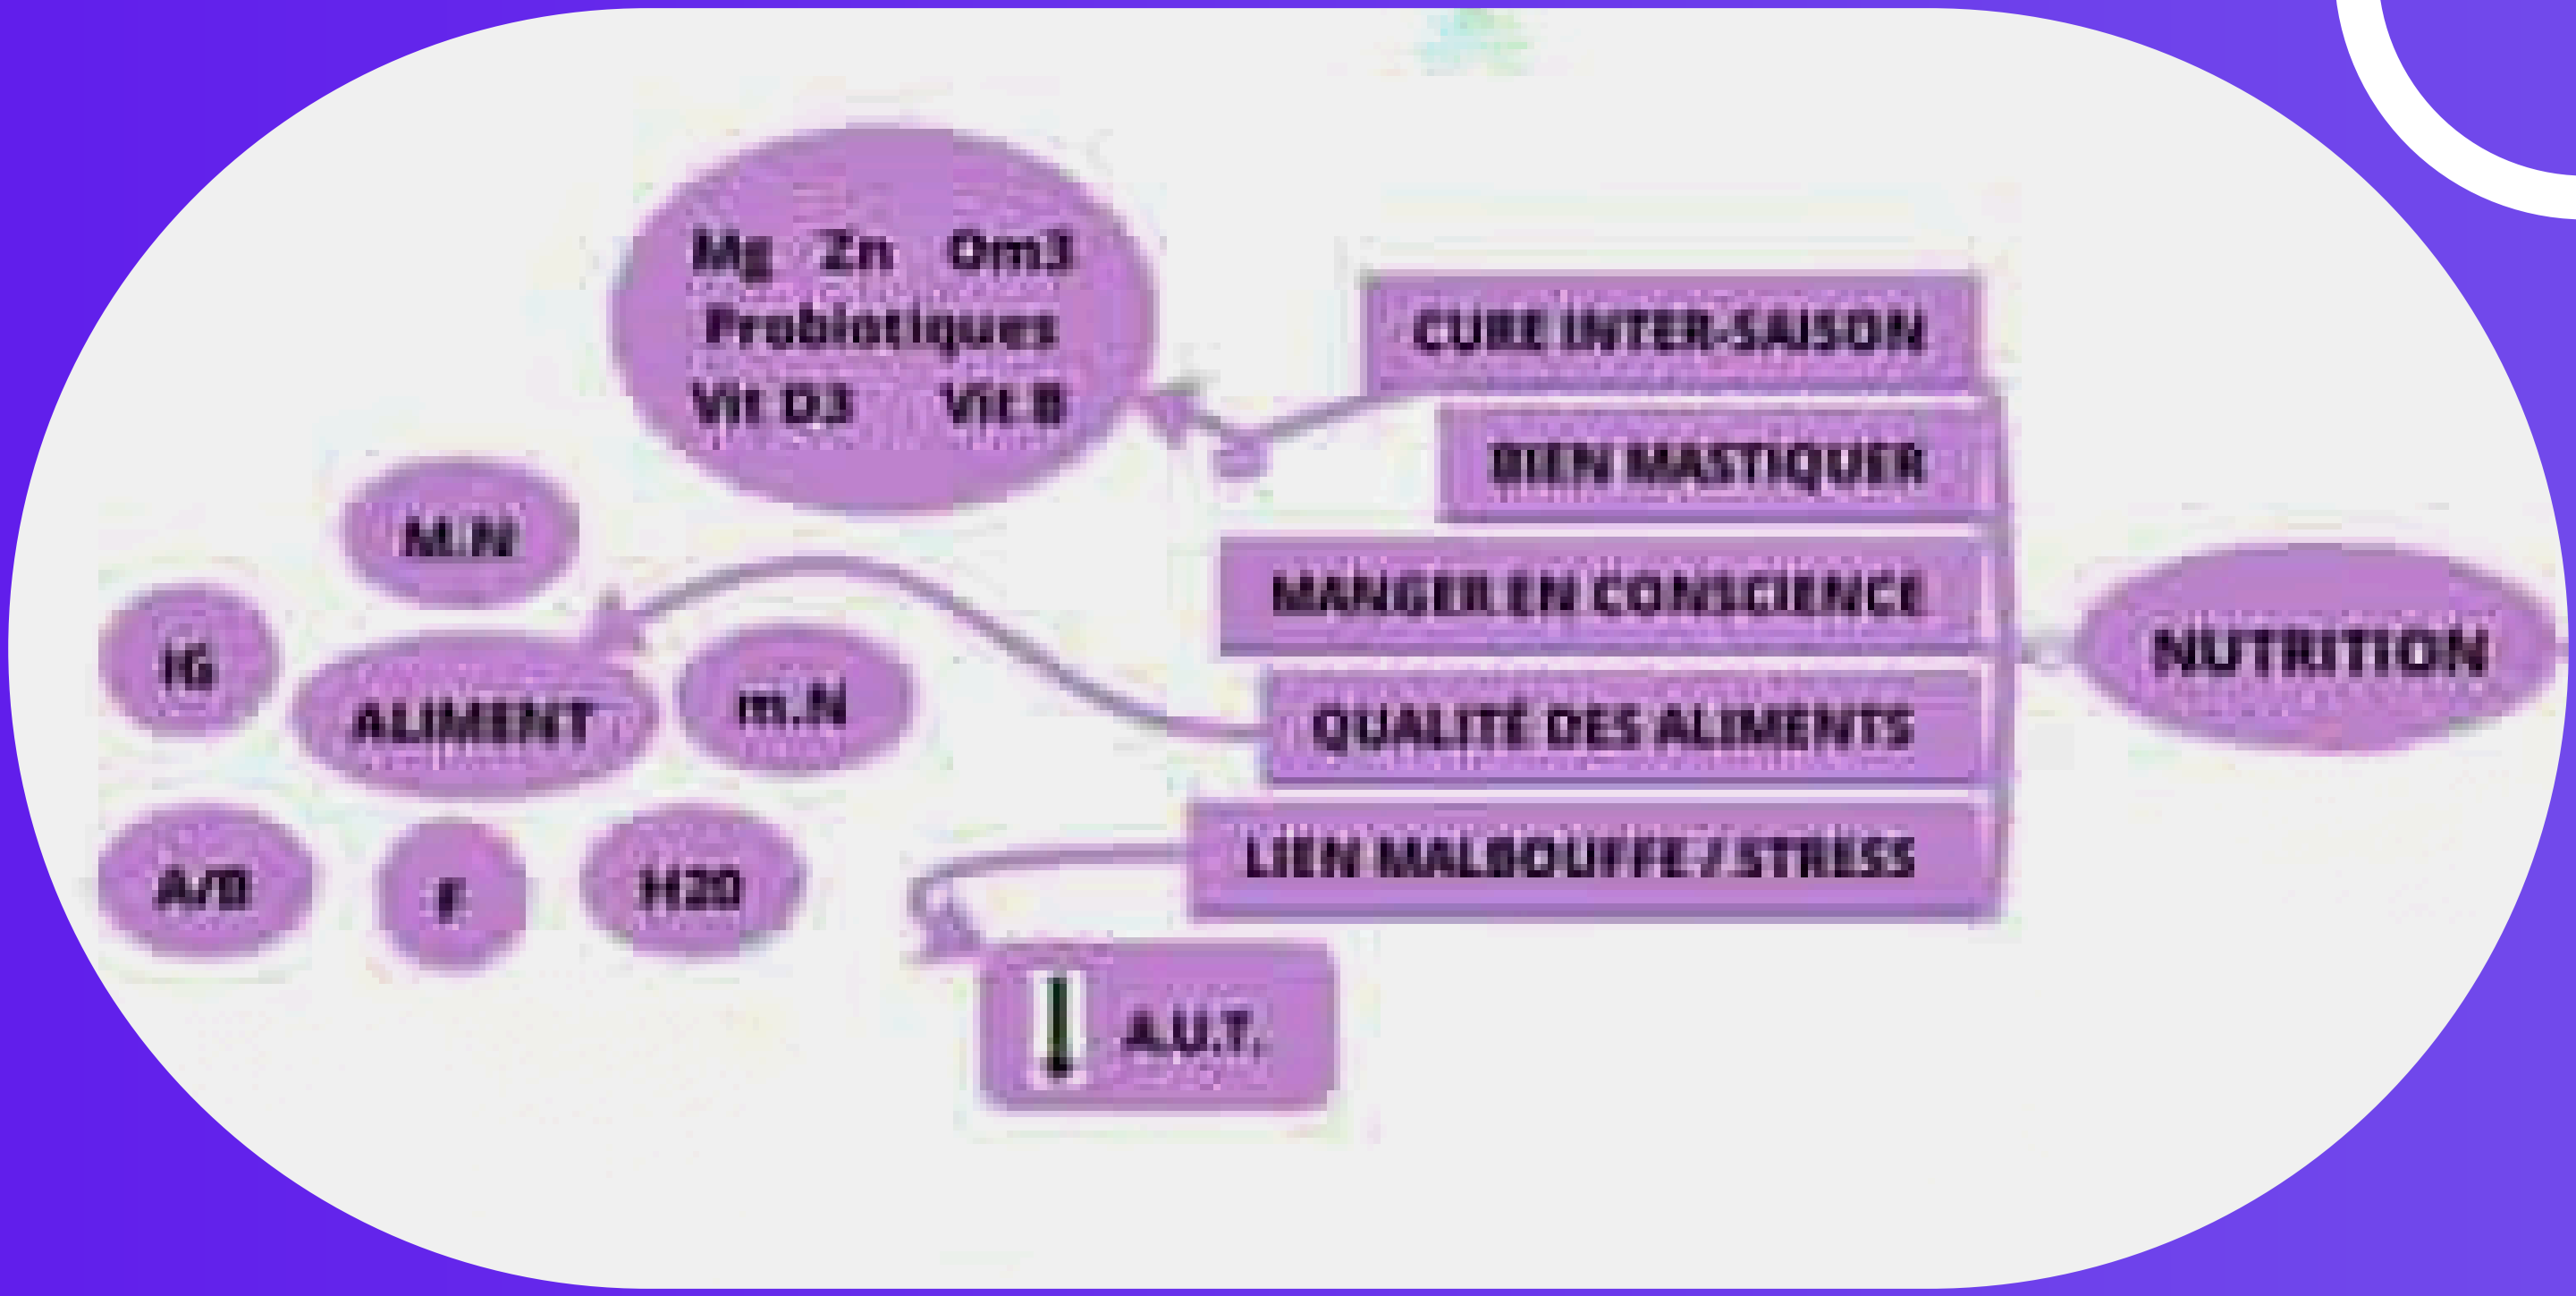 Mg Zn Om3
Probiotiques
Vit D3 Vit B
CURE INTER-SAISON
BIEN MASTIQUER
MANGER EN CONSCIENCE
QUALITÉ DES ALIMENTS
LIEN MALBOUFFE / STRESS
NUTRITION
M.N
IG
ALIMENT
m.N
A/B
F
H20
A.U.T.